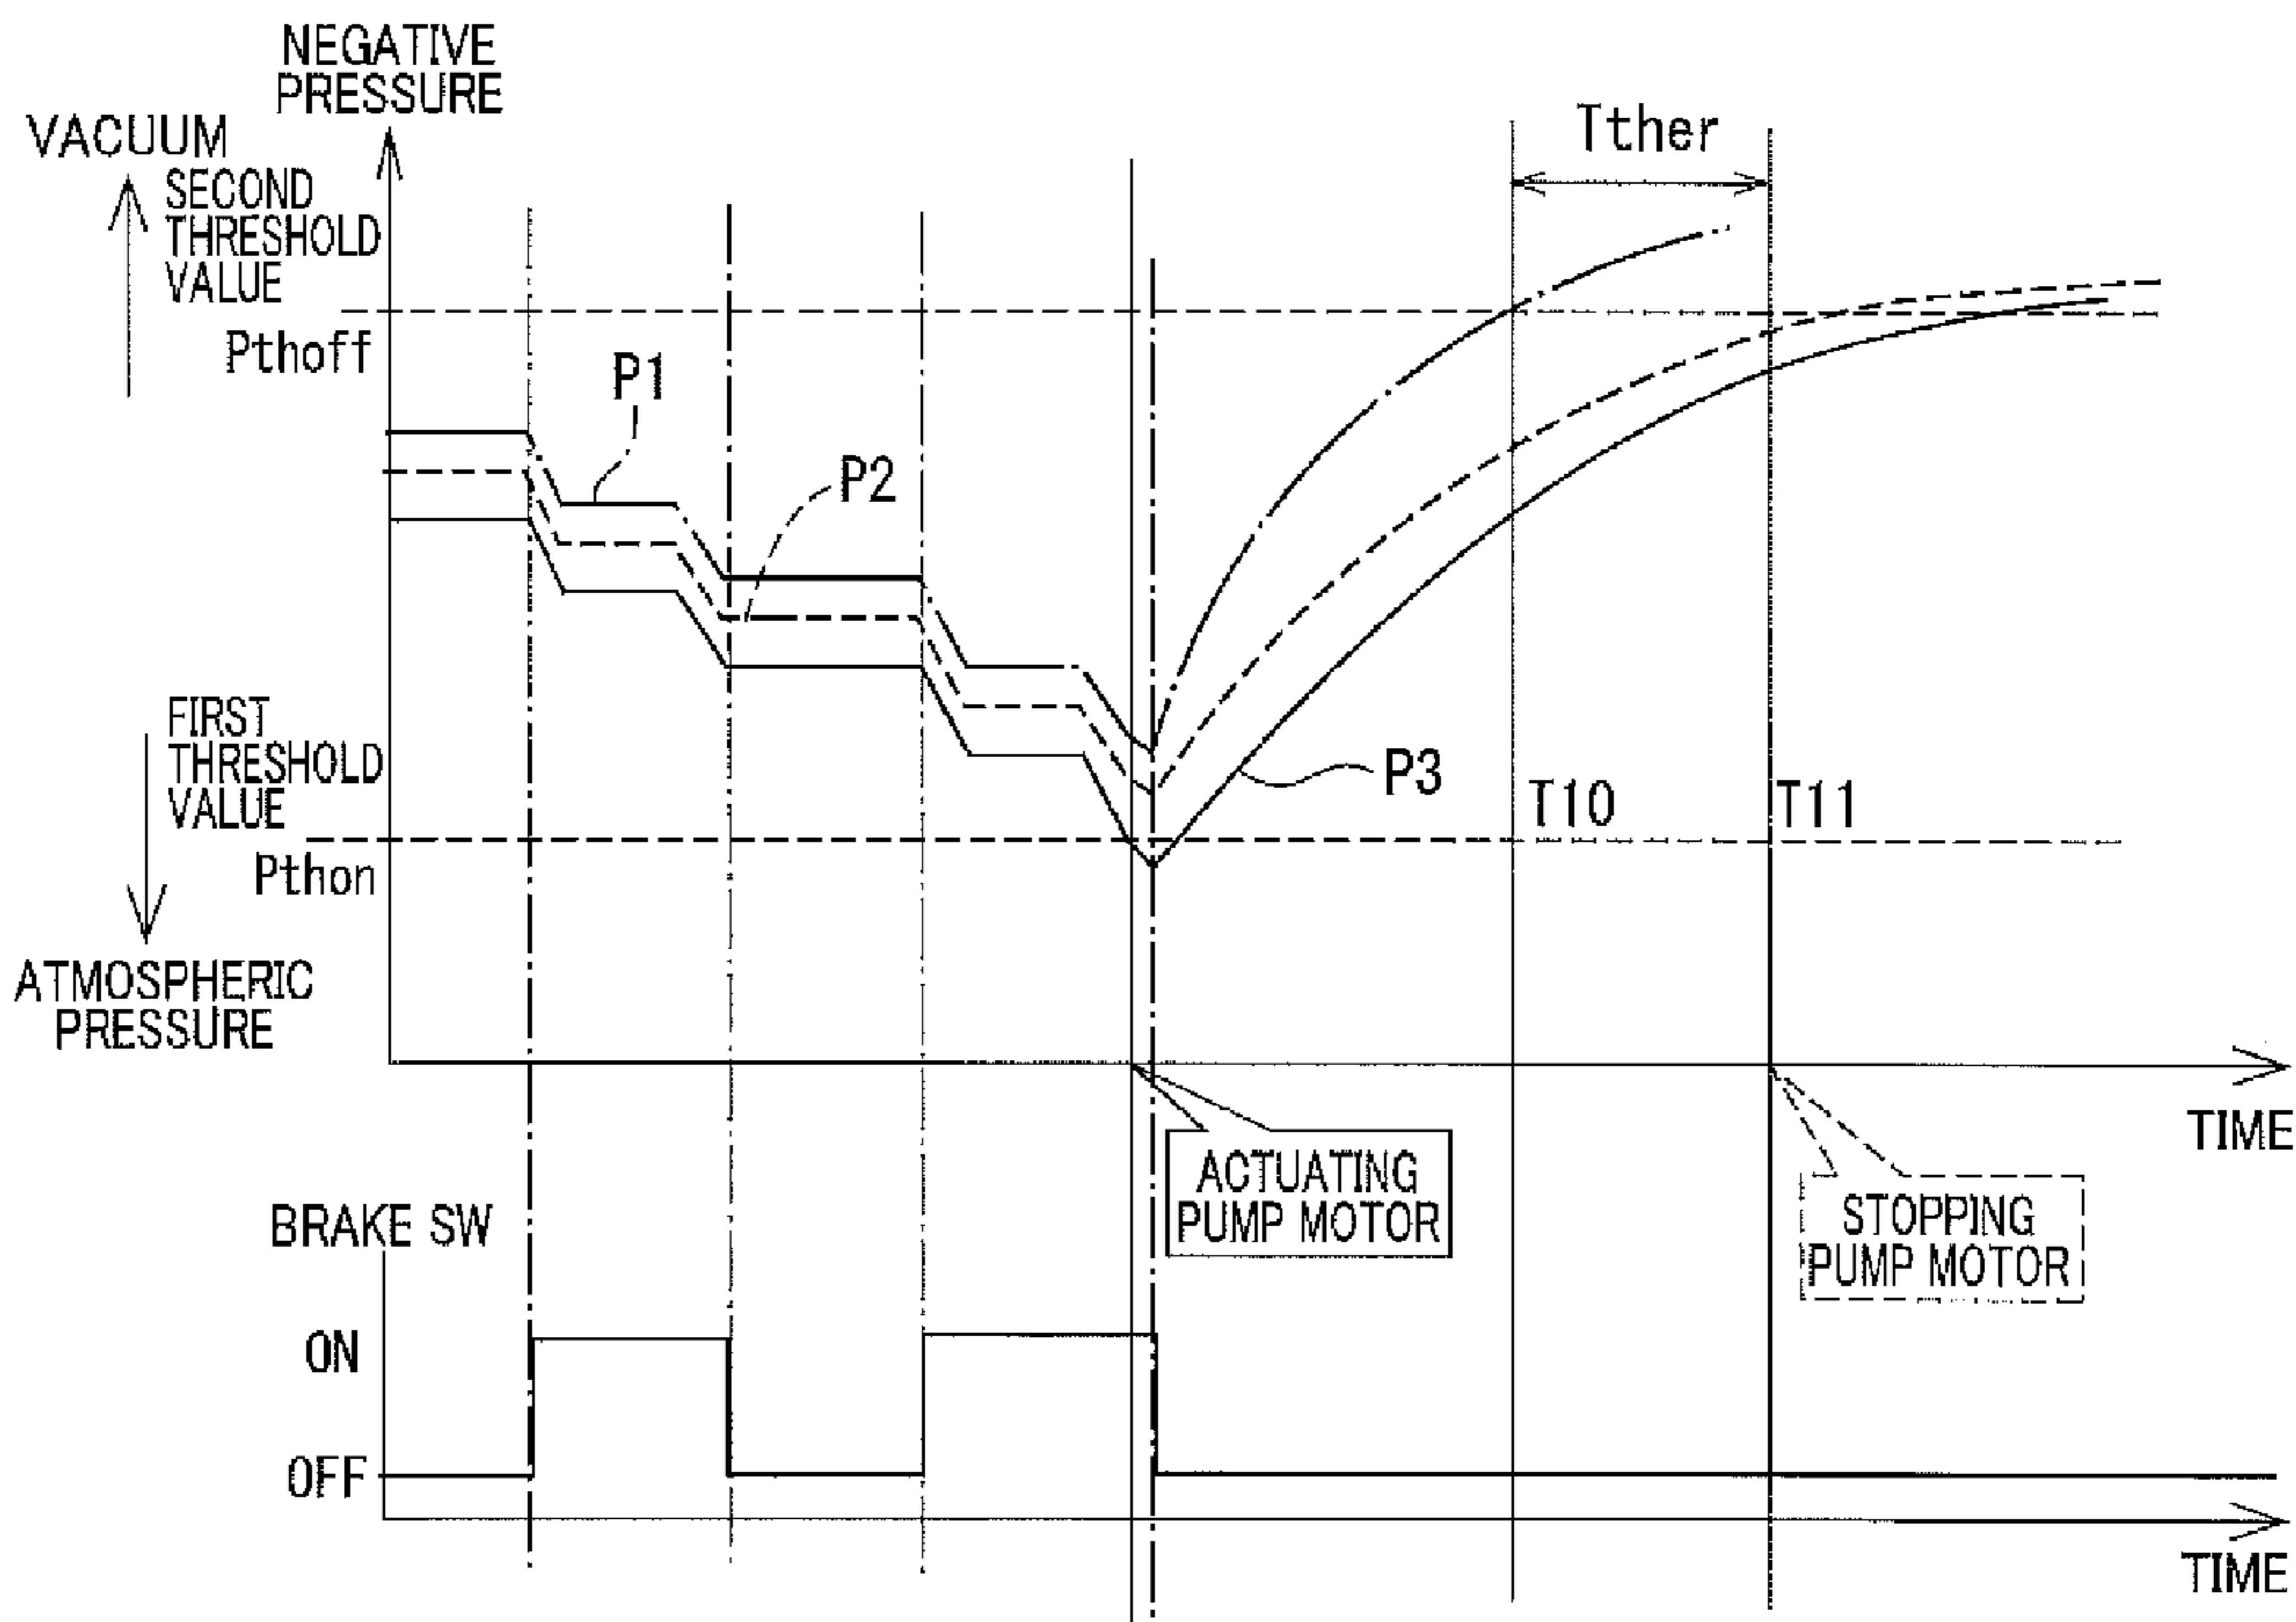 NEGATIVE
PRESSURE
VACUUM
SECOND
THRESHOLD
VALUE
Pthoff
Tther
P1
P2
P3
FIRST
THRESHOLD
VALUE
Pthon
T10
T11
ATMOSPHERIC
PRESSURE
TIME
ACTUATING
PUMP MOTOR
STOPPING
PUMP MOTOR
BRAKE SW
ON
OFF
TIME